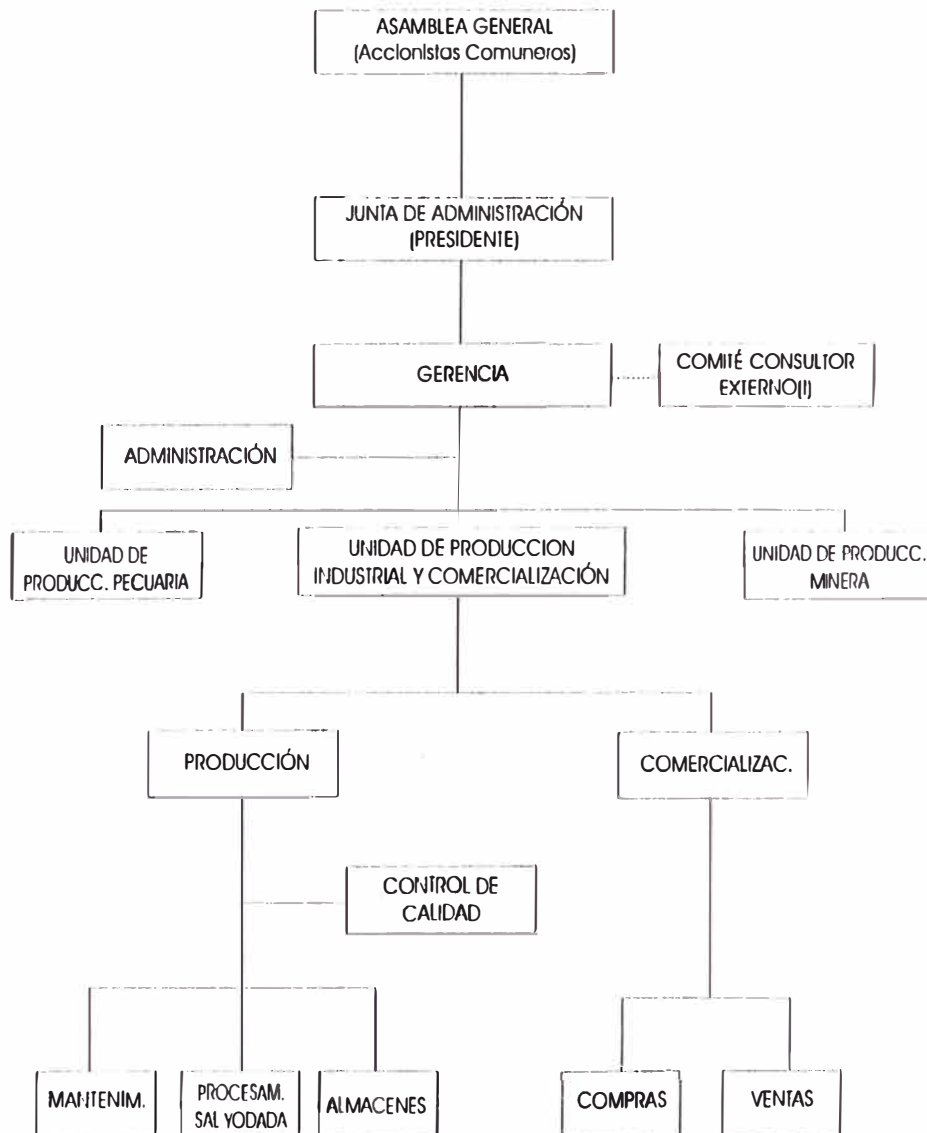 ASAMBLEA GENERAL
(Accionistas Comuneros)
JUNTA DE ADMINISTRACIÓN
(PRESIDENTE)
GERENCIA
COMITÉ CONSULTOR
EXTERNO(I)
ADMINISTRACIÓN
UNIDAD DE
PRODUCC. PECUARIA
UNIDAD DE PRODUCCION
INDUSTRIAL Y COMERCIALIZACIÓN
UNIDAD DE PRODUCC.
MINERA
PRODUCCIÓN
COMERCIALIZAC.
CONTROL DE
CALIDAD
MANTENIM.
PROCESAM.
SAL YODADA
ALMACENES
COMPRAS
VENTAS